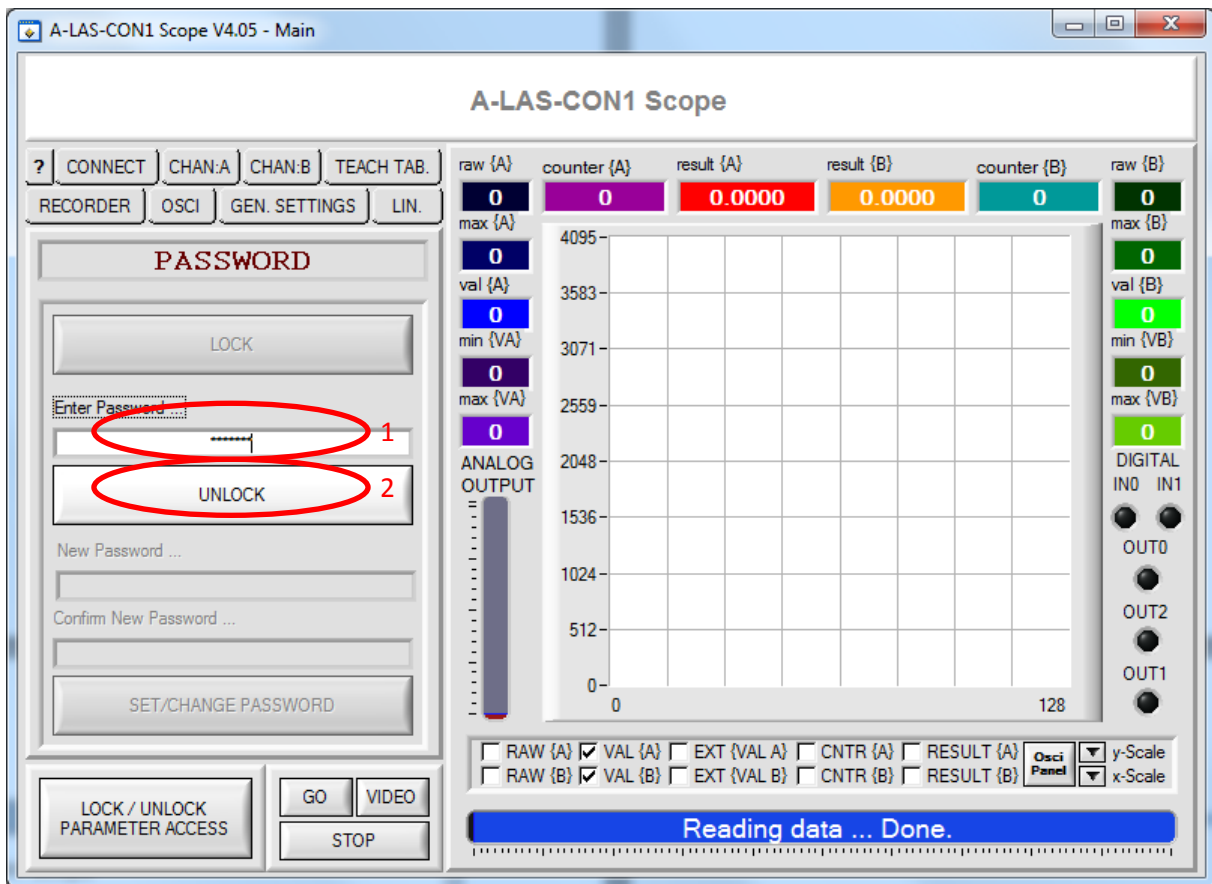 A-LAS-CON1 Scope V4.05 - Main
A-LAS-CON1 Scope
? CONNECT CHAN:A CHAN:B TEACH TAB.
RECORDER OSCI GEN. SETTINGS LIN.
PASSWORD
LOCK
Enter Password ...
******* 1
UNLOCK 2
New Password ...
Confirm New Password ...
SET/CHANGE PASSWORD
LOCK / UNLOCK
PARAMETER ACCESS
GO VIDEO
STOP
raw {A} counter {A} result {A} result {B} counter {B} raw {B}
0 0 0.0000 0.0000 0 0
max {A}
0
val {A}
0
min {VA}
0
max {VA}
0
ANALOG
OUTPUT
4095
3583
3071
2559
2048
1536
1024
512
0
0 128
max {B}
0
val {B}
0
min {VB}
0
max {VB}
0
DIGITAL
IN0 IN1
OUT0
OUT2
OUT1
RAW {A} VAL {A} EXT {VAL A} CNTR {A} RESULT {A}
RAW {B} VAL {B} EXT {VAL B} CNTR {B} RESULT {B}
Osci
Panel
y-Scale
x-Scale
Reading data ... Done.